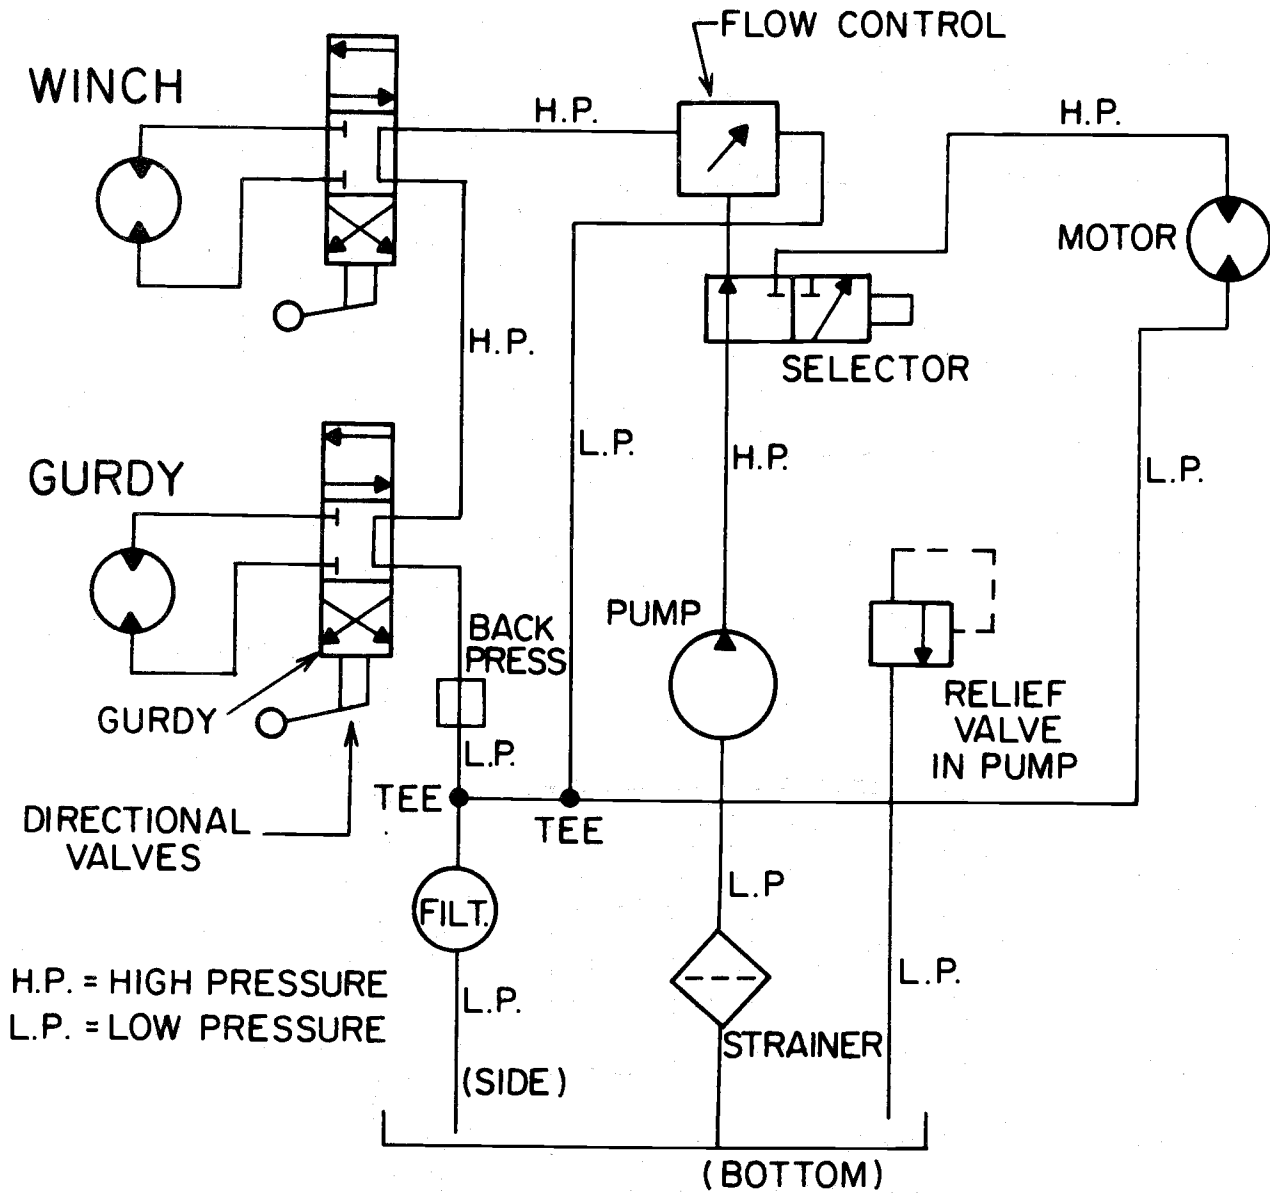 FLOW CONTROL
WINCH
H.P.
H.P.
MOTOR
H.P.
SELECTOR
L.P.
H.P.
L.P.
GURDY
BACK
PRESS
PUMP
RELIEF
VALVE
IN PUMP
GURDY
L.P.
TEE
TEE
DIRECTIONAL
VALVES
L.P
FILT.
H.P. = HIGH PRESSURE
L.P. = LOW PRESSURE
L.P.
L.P.
STRAINER
(SIDE)
(BOTTOM)